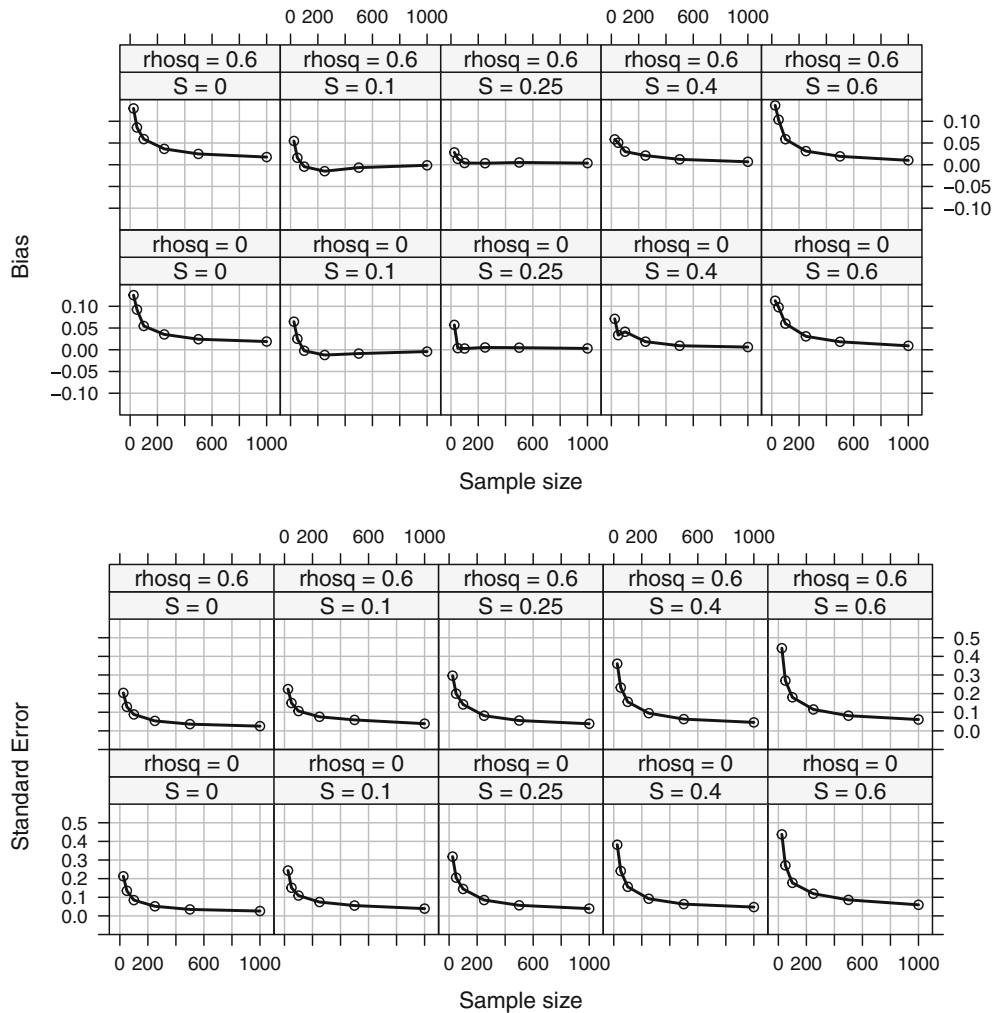 0 200 600 1000 0 200 600 1000
rhosq = 0.6 rhosq = 0.6 rhosq = 0.6 rhosq = 0.6 rhosq = 0.6
S = 0 S = 0.1 S = 0.25 S = 0.4 S = 0.6
0.10
0.05
0.00
−0.05
−0.10
Bias
rhosq = 0 rhosq = 0 rhosq = 0 rhosq = 0 rhosq = 0
S = 0 S = 0.1 S = 0.25 S = 0.4 S = 0.6
0.10
0.05
0.00
−0.05
−0.10
0 200 600 1000 0 200 600 1000 0 200 600 1000
Sample size
0 200 600 1000 0 200 600 1000
rhosq = 0.6 rhosq = 0.6 rhosq = 0.6 rhosq = 0.6 rhosq = 0.6
S = 0 S = 0.1 S = 0.25 S = 0.4 S = 0.6
0.5
0.4
0.3
0.2
0.1
0.0
Standard Error
rhosq = 0 rhosq = 0 rhosq = 0 rhosq = 0 rhosq = 0
S = 0 S = 0.1 S = 0.25 S = 0.4 S = 0.6
0.5
0.4
0.3
0.2
0.1
0.0
0 200 600 1000 0 200 600 1000 0 200 600 1000
Sample size